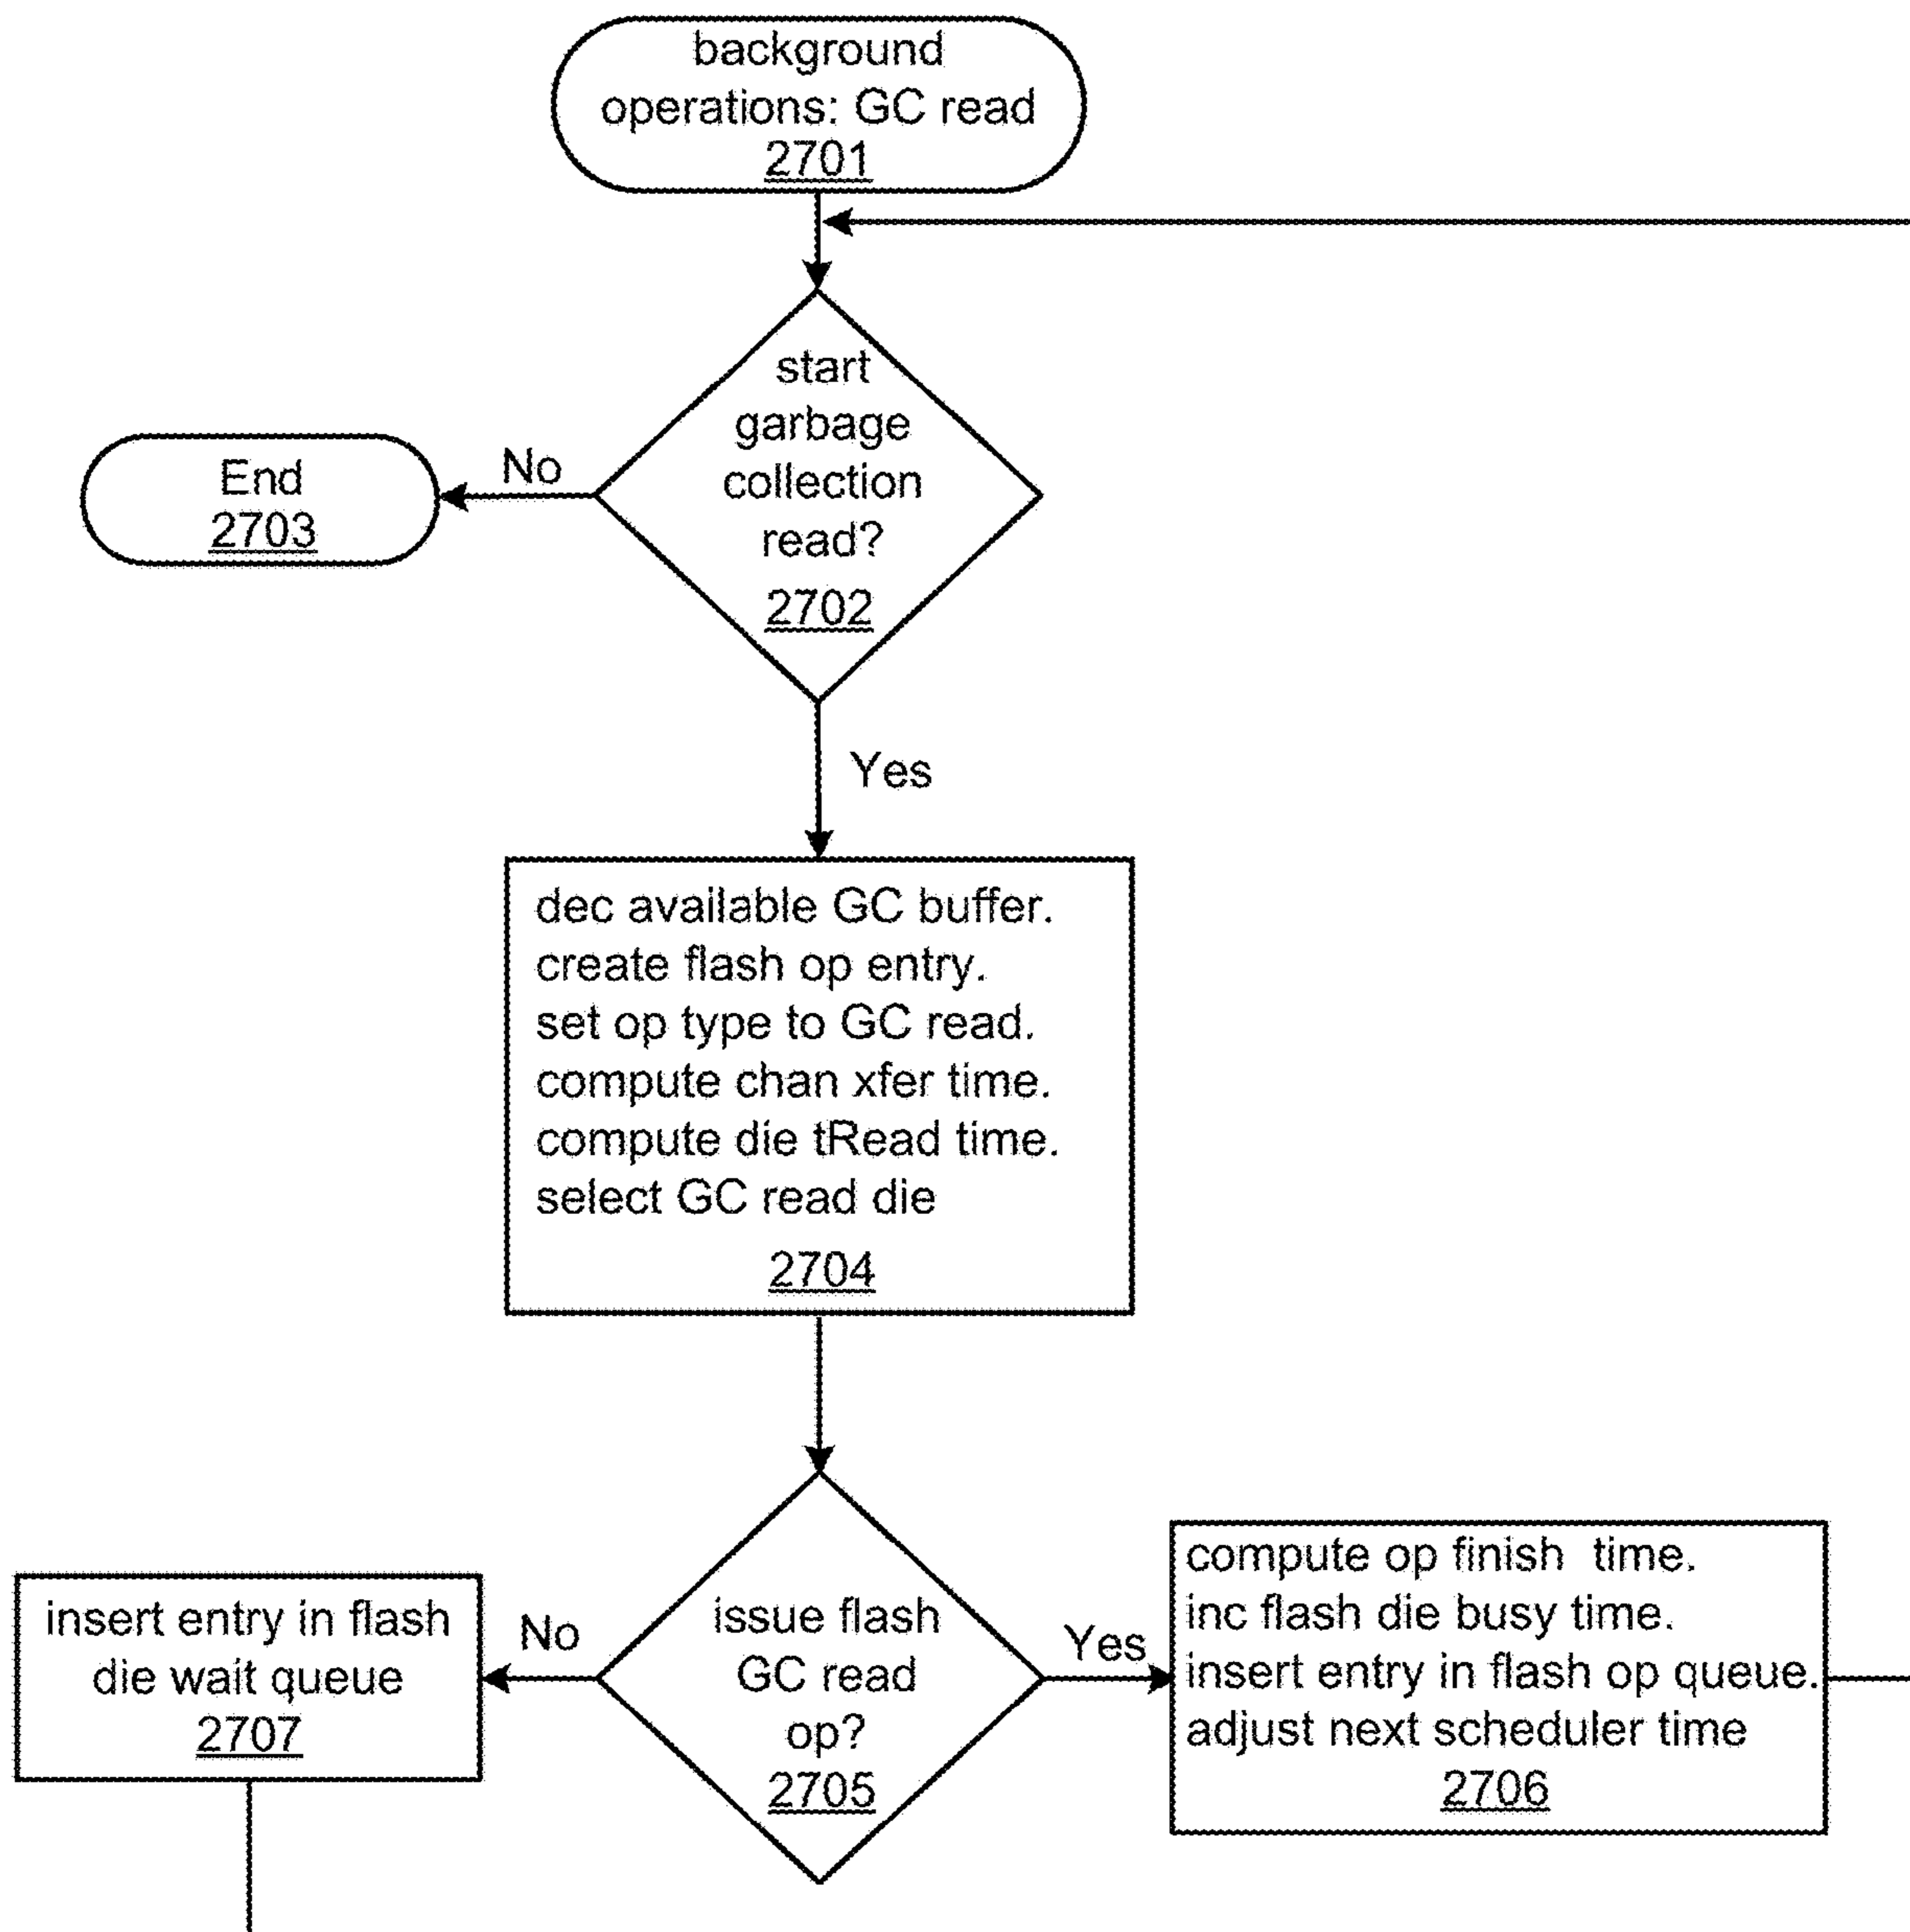 background
operations: GC read
2701
start
garbage
collection
read?
2702
No
End
2703
Yes
dec available GC buffer.
create flash op entry.
set op type to GC read.
compute chan xfer time.
compute die tRead time.
select GC read die
2704
issue flash
GC read
op?
2705
No
insert entry in flash
die wait queue
2707
Yes
compute op finish  time.
inc flash die busy time.
insert entry in flash op queue.
adjust next scheduler time
2706